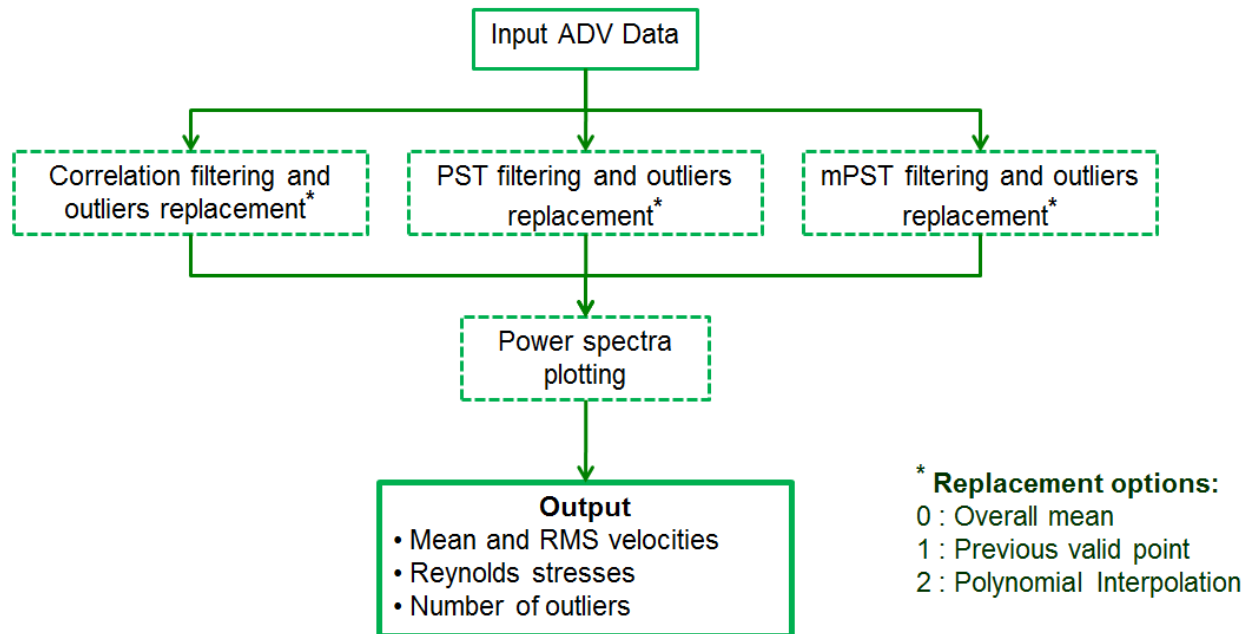 Input ADV Data
Correlation filtering and
outliers replacement*
PST filtering and outliers
replacement*
mPST filtering and outliers
replacement*
Power spectra
plotting
Output
• Mean and RMS velocities
• Reynolds stresses
• Number of outliers
* Replacement options:
0 : Overall mean
1 : Previous valid point
2 : Polynomial Interpolation